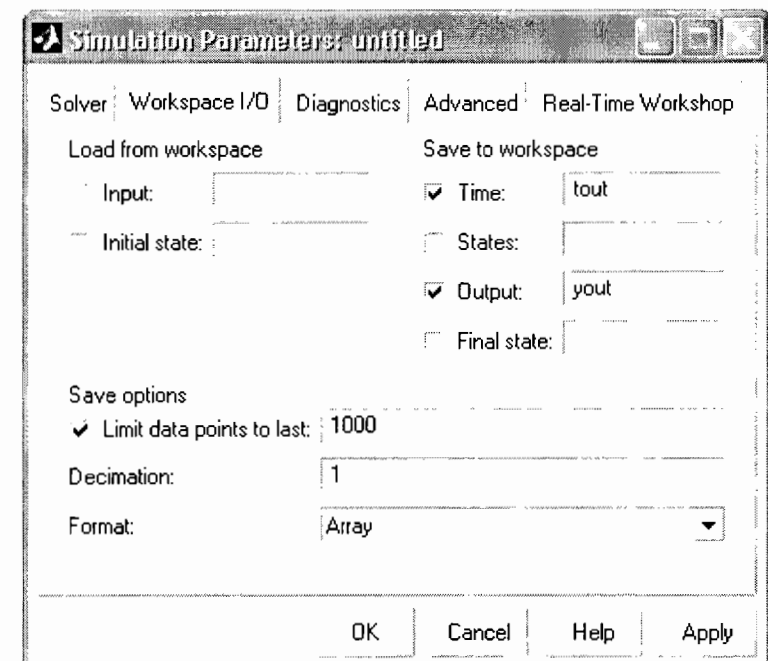 Simulation Parameters: untitled
Solver Workspace I/O Diagnostics Advanced Real-Time Workshop
Load from workspace
Input:
Initial state:
Save to workspace
Time: tout
States:
Output: yout
Final state:
Save options
Limit data points to last: 1000
Decimation: 1
Format: Array
OK Cancel Help Apply